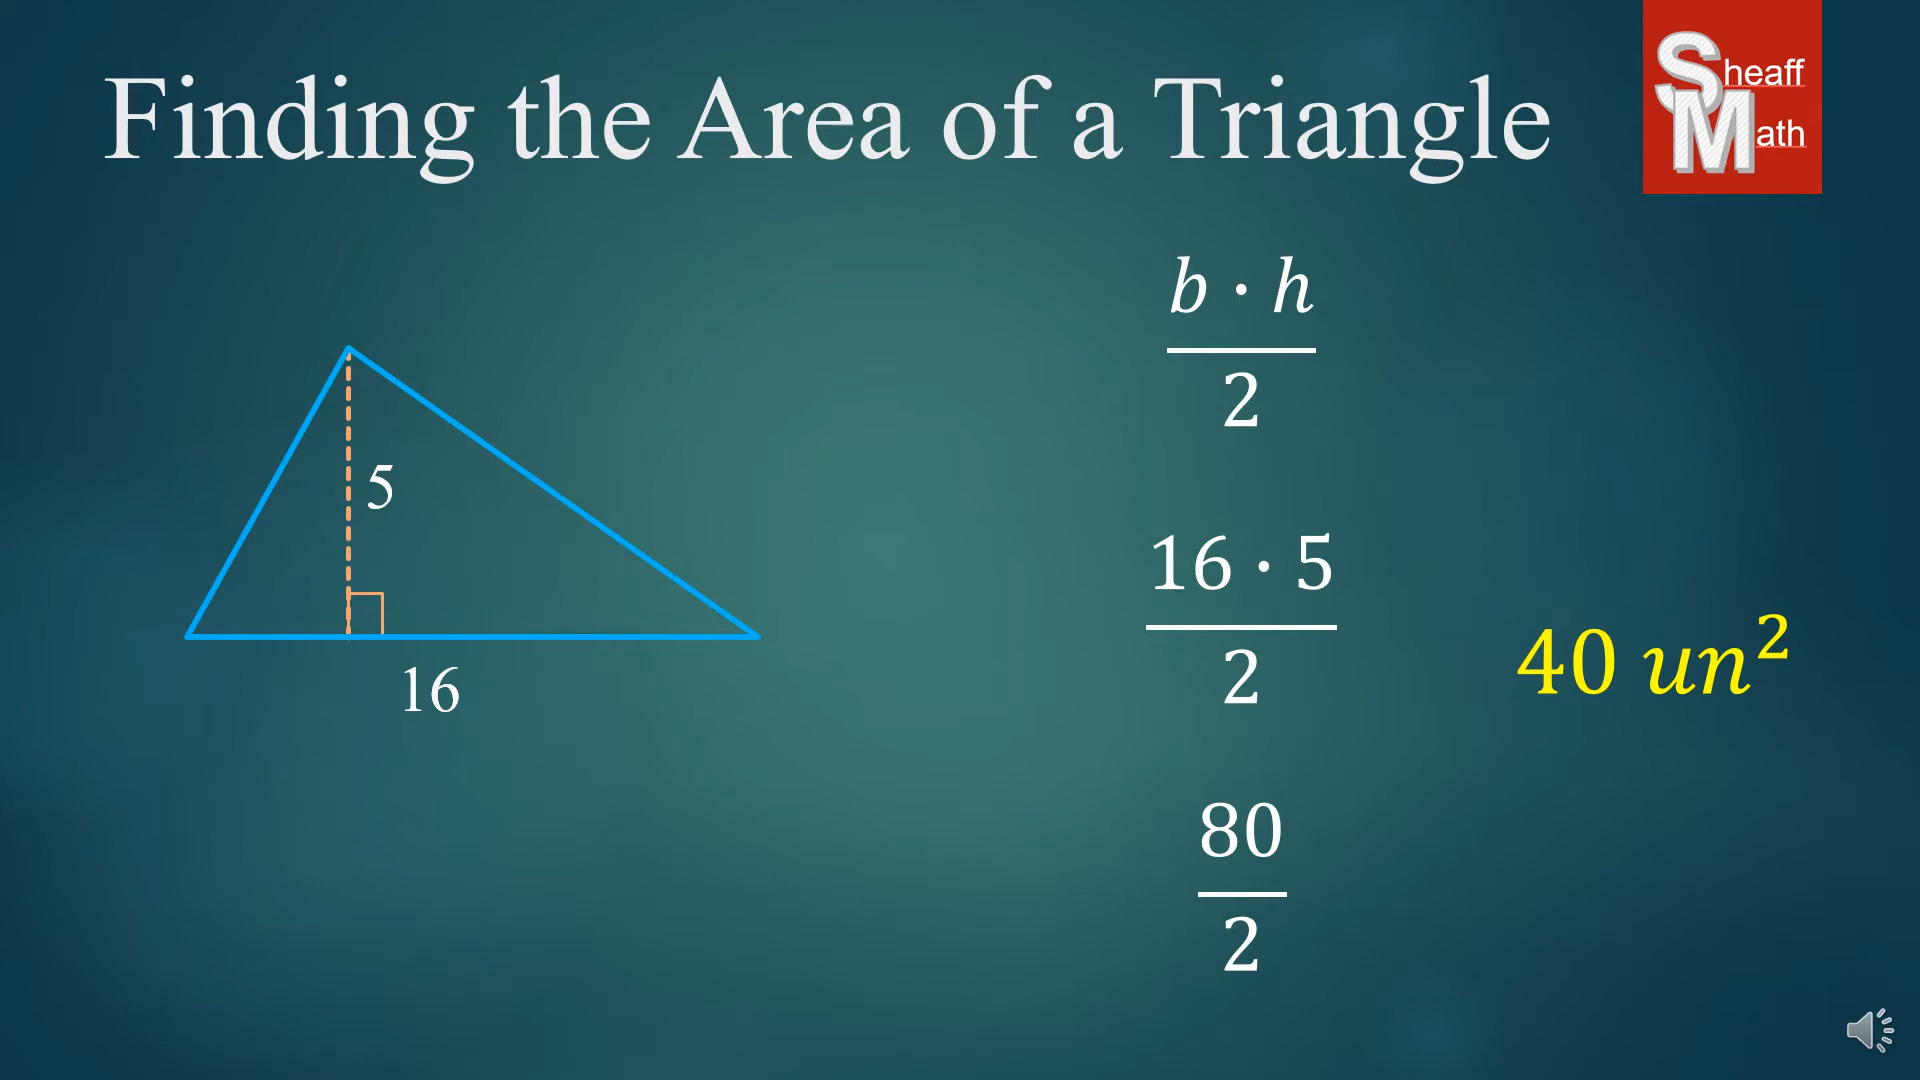 Finding the Area of a Triangle
Sheaff
Math
b · h
2
5
16 · 5
2
40 un²
16
80
2